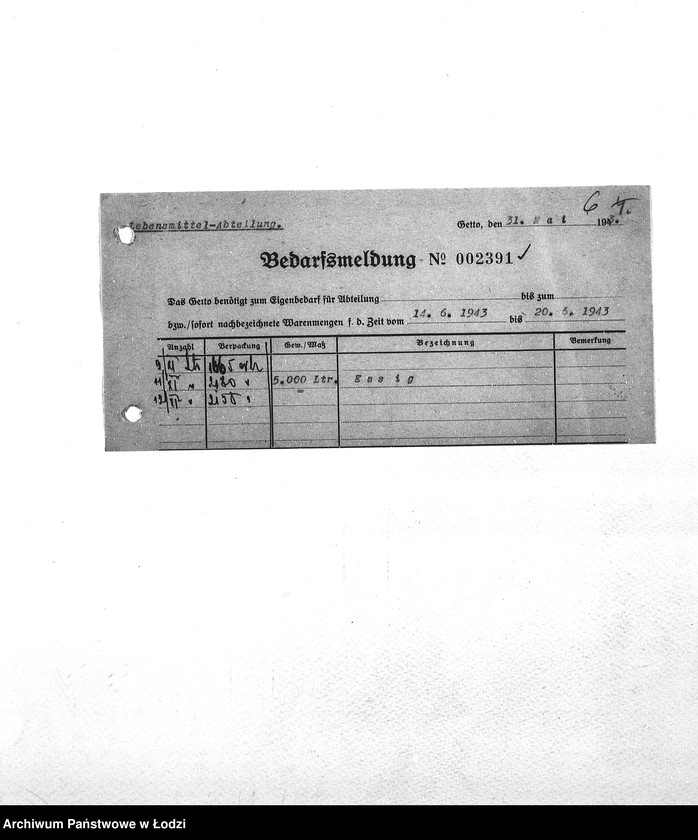 Lebensmittel-Abteilung.
Getto, den 31. Mai 1943.
Bedarfsmeldung № 002391 ✓
Das Getto benötigt zum Eigenbedarf für Abteilung bis zum
bzw./sofort nachbezeichnete Warenmengen f. d. Zeit vom 14. 6. 1943 bis 20. 6. 1943
Anzahl Verpackung Gew./Maß Bezeichnung Bemerkung
5.000 Ltr. Essig
Archiwum Państwowe w Łodzi